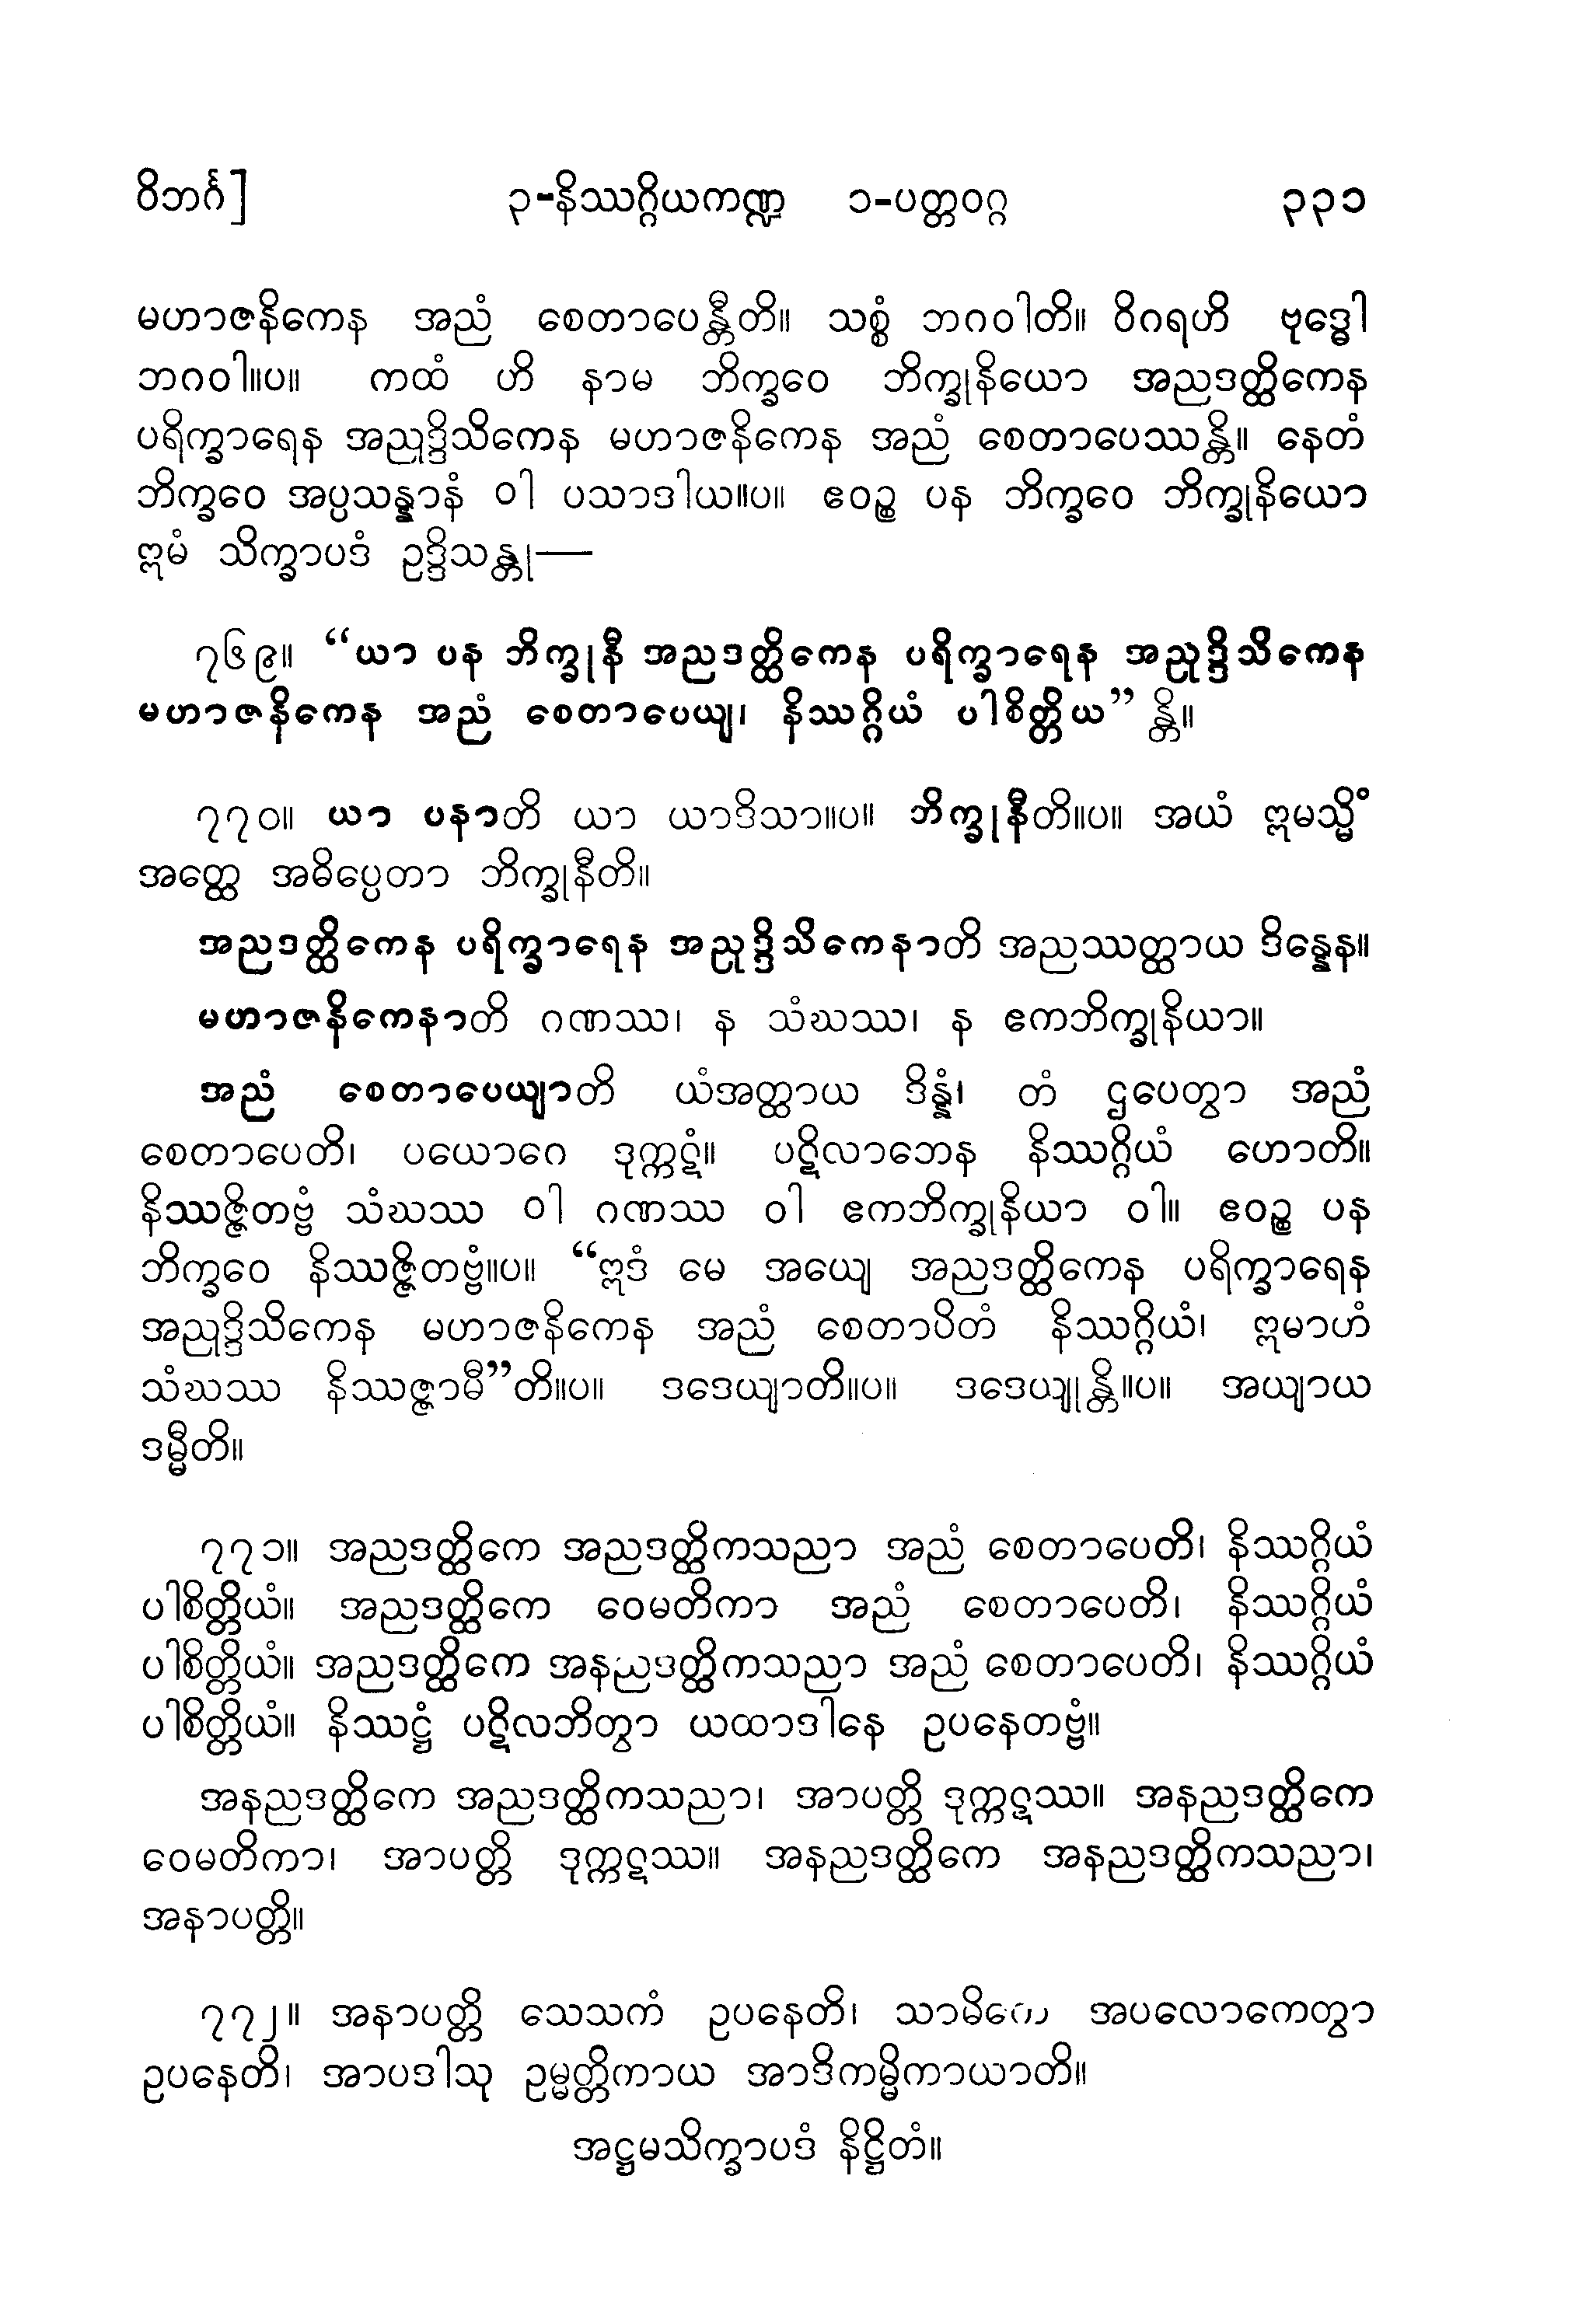 ဝိဘင်္ဂ] ၃-နိဿဂ္ဂိယကဏ္ဍ ၁-ပတ္တဝဂ္ဂ ၃၃၁
မဟာဇနိကေန အညံ စေတာပေန္တီတိ။ သစ္စံ ဘဂဝါတိ။ ဝိဂရဟိ ဗုဒ္ဓေါ
ဘဂဝါ။ပ။ ကထံ ဟိ နာမ ဘိက္ခဝေ ဘိက္ခုနိယော အညဒတ္ထိကေန
ပရိက္ခာရေန အညုဒ္ဒိသိကေန မဟာဇနိကေန အညံ စေတာပေဿန္တိ။ နေတံ
ဘိက္ခဝေ အပ္ပသန္နာနံ ဝါ ပသာဒါယ။ပ။ ဧဝဉ္စ ပန ဘိက္ခဝေ ဘိက္ခုနိယော
ဣမံ သိက္ခာပဒံ ဥဒ္ဒိသန္တု—
၇၆၉။ “ယာ ပန ဘိက္ခုနီ အညဒတ္ထိကေန ပရိက္ခာရေန အညုဒ္ဒိသိကေန
မဟာဇနိကေန အညံ စေတာပေယျ၊ နိဿဂ္ဂိယံ ပါစိတ္တိယ” န္တိ။
၇၇၀။ ယာ ပနာတိ ယာ ယာဒိသာ။ပ။ ဘိက္ခုနီတိ။ပ။ အယံ ဣမသ္မိံ
အတ္ထေ အဓိပ္ပေတာ ဘိက္ခုနီတိ။
အညဒတ္ထိကေန ပရိက္ခာရေန အညုဒ္ဒိသိကေနာတိ အညဿတ္ထာယ ဒိန္နေန။
မဟာဇနိကေနာတိ ဂဏဿ၊ န သံဃဿ၊ န ဧကဘိက္ခုနိယာ။
အညံ စေတာပေယျာတိ ယံအတ္ထာယ ဒိန္နံ၊ တံ ဌပေတွာ အညံ
စေတာပေတိ၊ ပယောဂေ ဒုက္ကဋံ။ ပဋိလာဘေန နိဿဂ္ဂိယံ ဟောတိ။
နိဿဇ္ဇိတဗ္ဗံ သံဃဿ ဝါ ဂဏဿ ဝါ ဧကဘိက္ခုနိယာ ဝါ။ ဧဝဉ္စ ပန
ဘိက္ခဝေ နိဿဇ္ဇိတဗ္ဗံ။ပ။ “ဣဒံ မေ အယျေ အညဒတ္ထိကေန ပရိက္ခာရေန
အညုဒ္ဒိသိကေန မဟာဇနိကေန အညံ စေတာပိတံ နိဿဂ္ဂိယံ၊ ဣမာဟံ
သံဃဿ နိဿဇ္ဇာမီ”တိ။ပ။ ဒဒေယျာတိ။ပ။ ဒဒေယျုန္တိ။ပ။ အယျာယ
ဒမ္မီတိ။
၇၇၁။ အညဒတ္ထိကေ အညဒတ္ထိကသညာ အညံ စေတာပေတိ၊ နိဿဂ္ဂိယံ
ပါစိတ္တိယံ။ အညဒတ္ထိကေ ဝေမတိကာ အညံ စေတာပေတိ၊ နိဿဂ္ဂိယံ
ပါစိတ္တိယံ။ အညဒတ္ထိကေ အနညဒတ္ထိကသညာ အညံ စေတာပေတိ၊ နိဿဂ္ဂိယံ
ပါစိတ္တိယံ။ နိဿဋ္ဌံ ပဋိလဘိတွာ ယထာဒါနေ ဥပနေတဗ္ဗံ။
အနညဒတ္ထိကေ အညဒတ္ထိကသညာ၊ အာပတ္တိ ဒုက္ကဋဿ။ အနညဒတ္ထိကေ
ဝေမတိကာ၊ အာပတ္တိ ဒုက္ကဋဿ။ အနညဒတ္ထိကေ အနညဒတ္ထိကသညာ၊
အနာပတ္တိ။
၇၇၂။ အနာပတ္တိ သေသကံ ဥပနေတိ၊ သာမိကေ အပလောကေတွာ
ဥပနေတိ၊ အာပဒါသု ဥမ္မတ္တိကာယ အာဒိကမ္မိကာယာတိ။
အဋ္ဌမသိက္ခာပဒံ နိဋ္ဌိတံ။